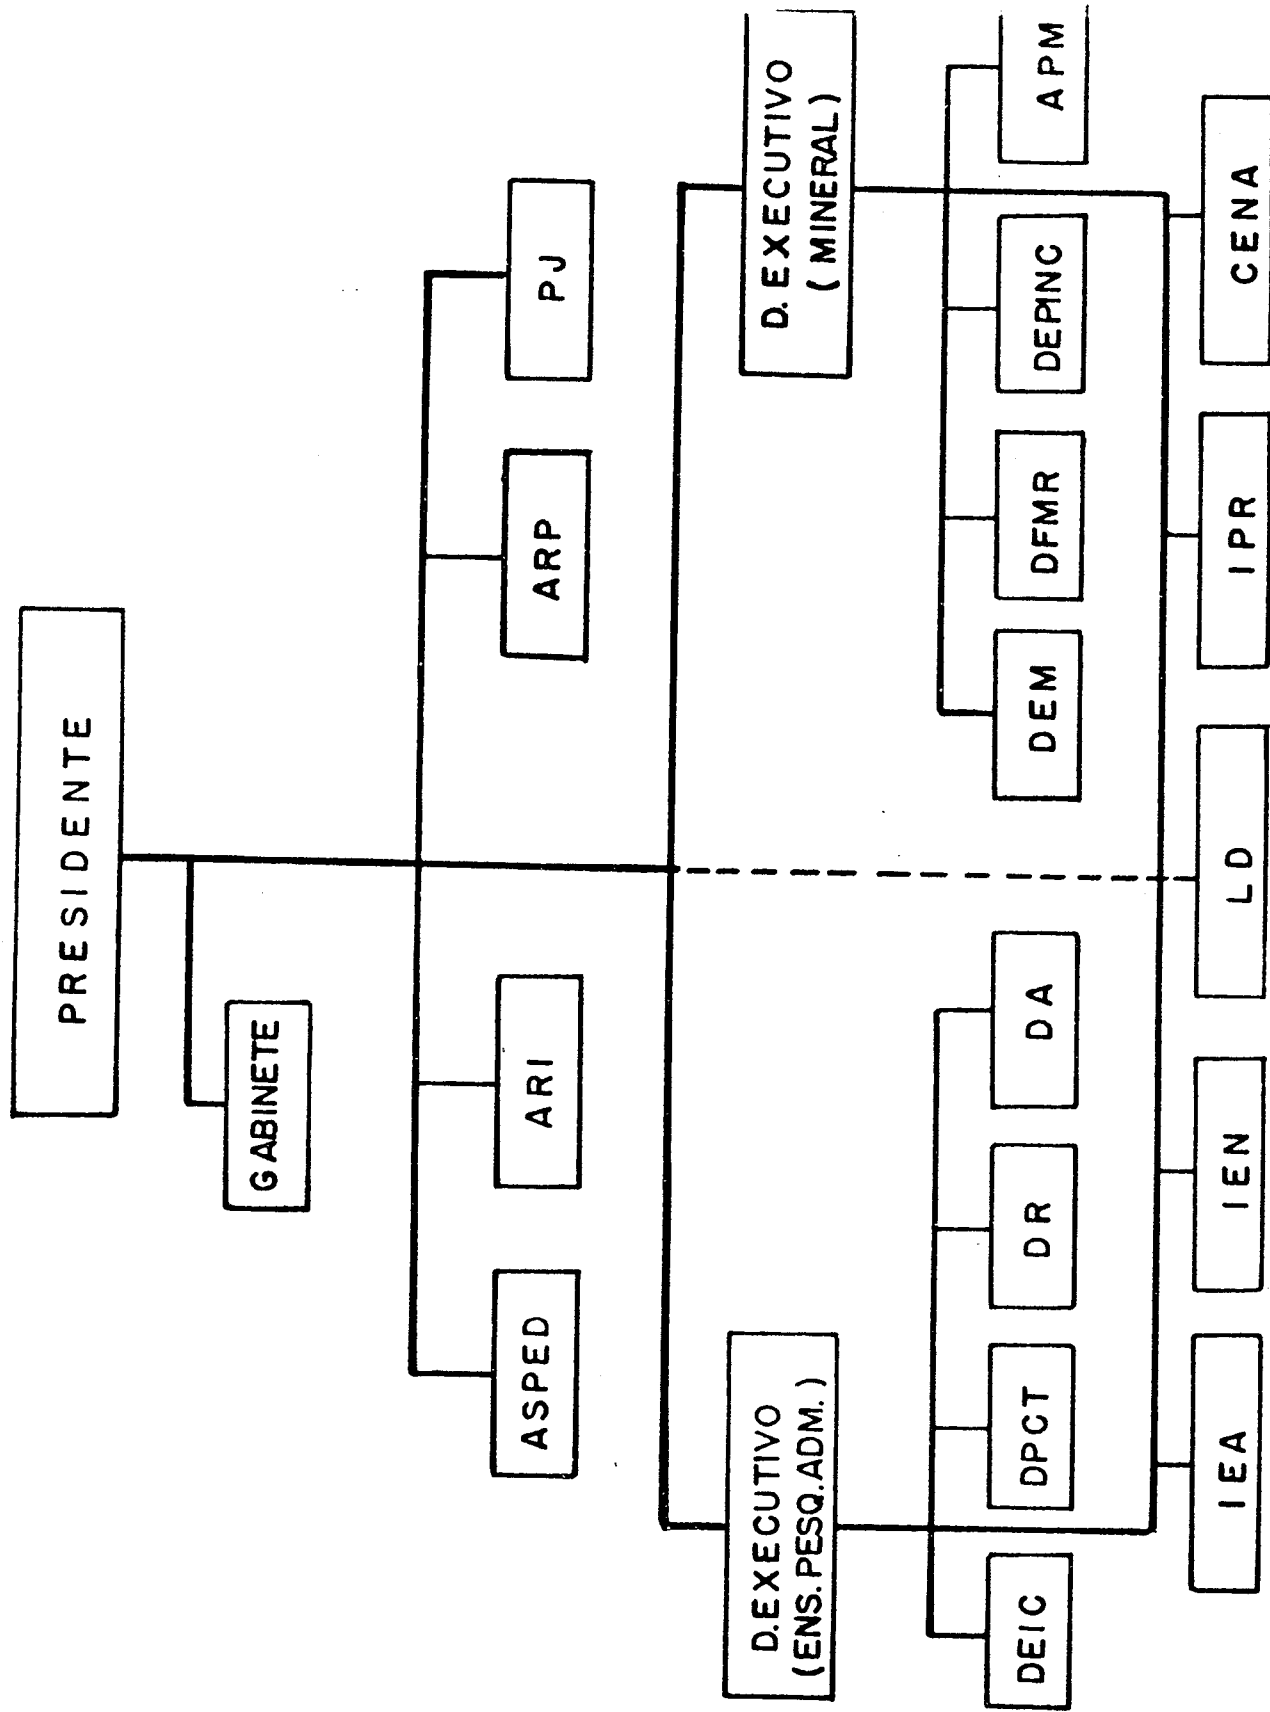 PRESIDENTE
GABINETE
ASPED
ARI
ARP
PJ
D. EXECUTIVO
(ENS. PESQ. ADM.)
D. EXECUTIVO
( MINERAL )
DEIC
DPCT
DR
DA
DEM
DFMR
DEPINC
APM
IEA
IEN
LD
IPR
CENA